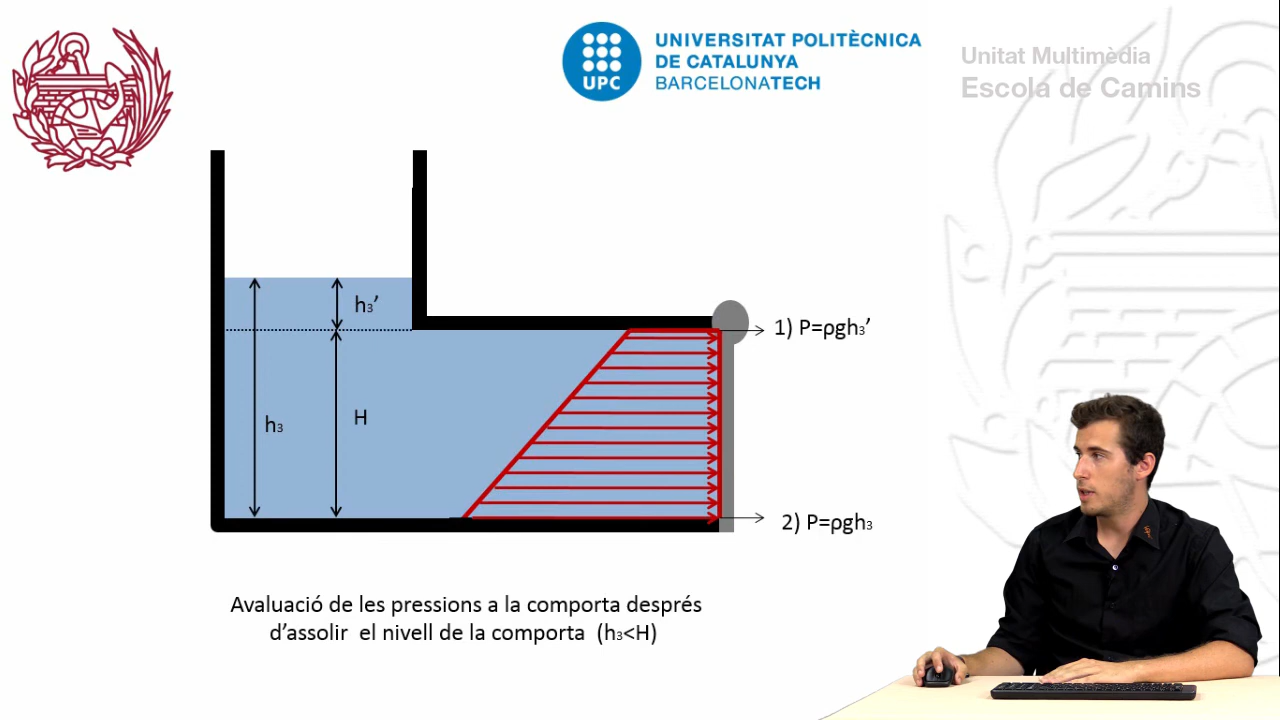 UNIVERSITAT POLITÈCNICA
DE CATALUNYA
BARCELONATECH
UPC
Unitat Multimèdia
Escola de Camins
h₃’
1) P=ρgh₃’
H
h₃
2) P=ρgh₃
Avaluació de les pressions a la comporta després
d’assolir el nivell de la comporta (h₃<H)